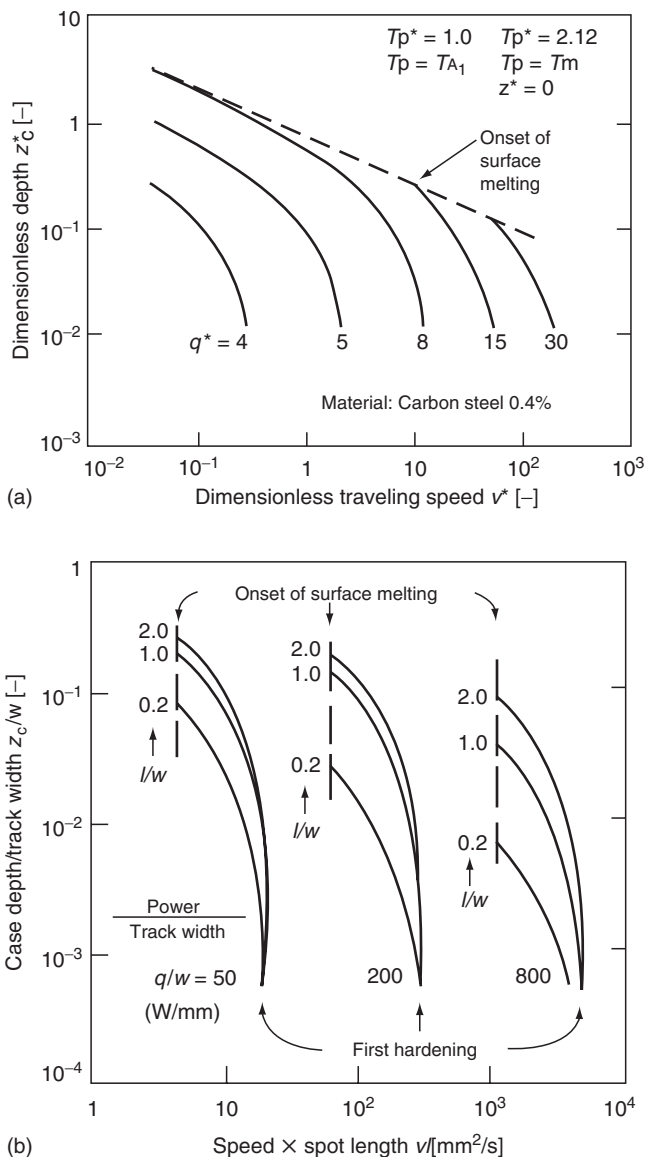 10
1
10⁻¹
10⁻²
10⁻³
Dimensionless depth z*c [–]
Tp* = 1.0 Tp* = 2.12
Tp = TA₁ Tp = Tm
z* = 0
Onset of
surface
melting
q* = 4 5 8 15 30
Material: Carbon steel 0.4%
10⁻² 10⁻¹ 1 10 10² 10³
(a) Dimensionless traveling speed v* [–]
1
10⁻¹
10⁻²
10⁻³
10⁻⁴
Case depth/track width z_c/w [–]
Onset of surface melting
2.0
1.0
0.2
l/w
2.0
1.0
0.2
l/w
2.0
1.0
0.2
l/w
Power
Track width
q/w = 50 200 800
(W/mm)
First hardening
1 10 10² 10³ 10⁴
(b) Speed × spot length vl[mm²/s]